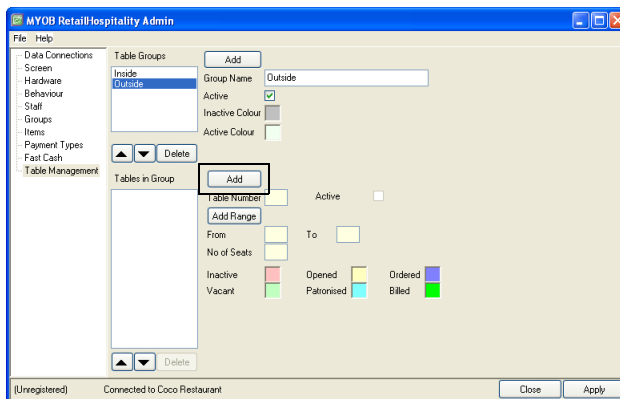 MYOB RetailHospitality Admin
File Help
Data Connections
Screen
Hardware
Behaviour
Staff
Groups
Items
Payment Types
Fast Cash
Table Management
Table Groups
Inside
Outside
Delete
Add
Group Name Outside
Active
Inactive Colour
Active Colour
Tables in Group
Delete
Add
Table Number Active
Add Range
From To
No of Seats
Inactive Opened Ordered
Vacant Patronised Billed
(Unregistered) Connected to Coco Restaurant Close Apply